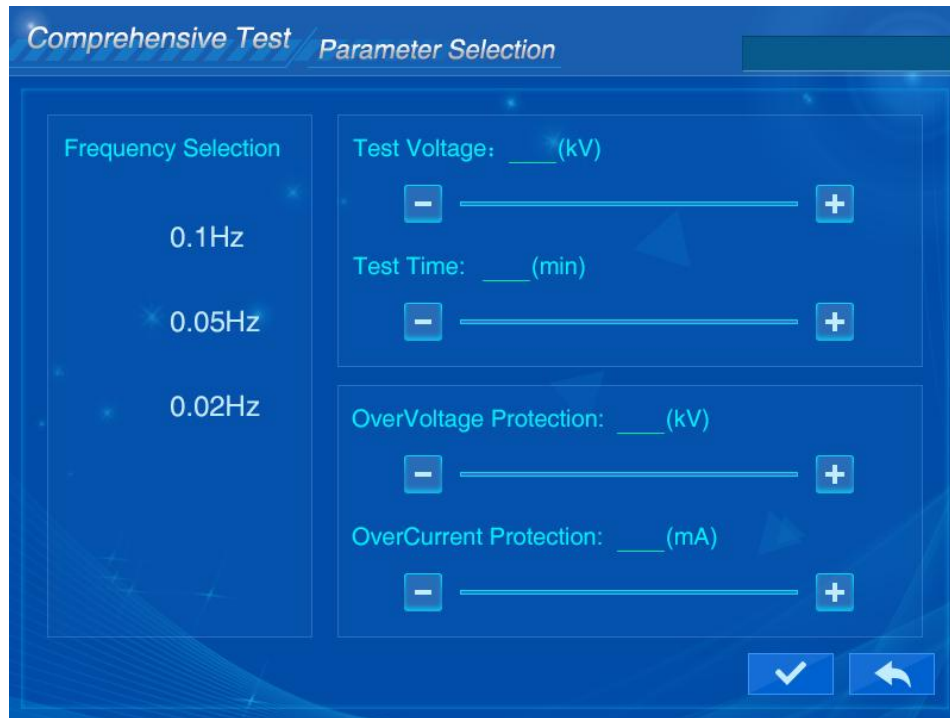 Comprehensive Test
Parameter Selection
Frequency Selection
0.1Hz
0.05Hz
0.02Hz
Test Voltage：____(kV)
Test Time: ____(min)
OverVoltage Protection: ____(kV)
OverCurrent Protection: ____(mA)